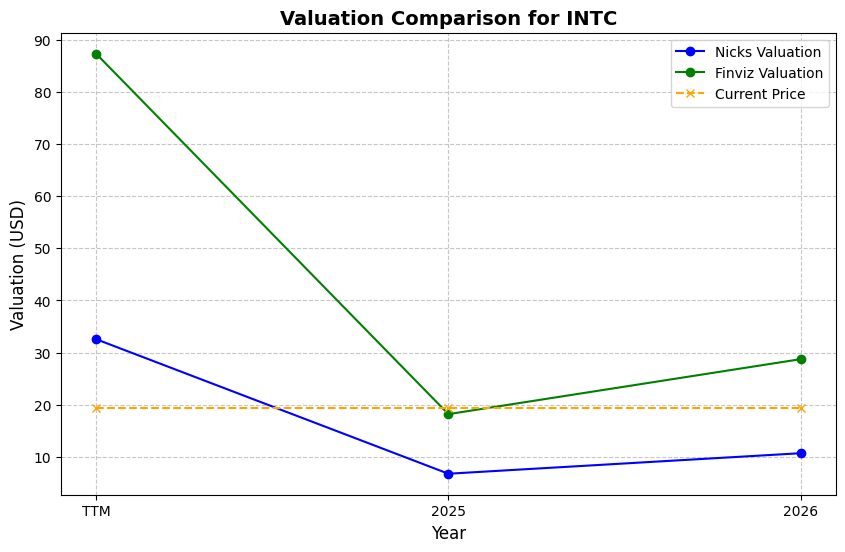 Valuation Comparison for INTC
Nicks Valuation
Finviz Valuation
Current Price
Valuation (USD)
90
80
70
60
50
40
30
20
10
TTM
2025
2026
Year